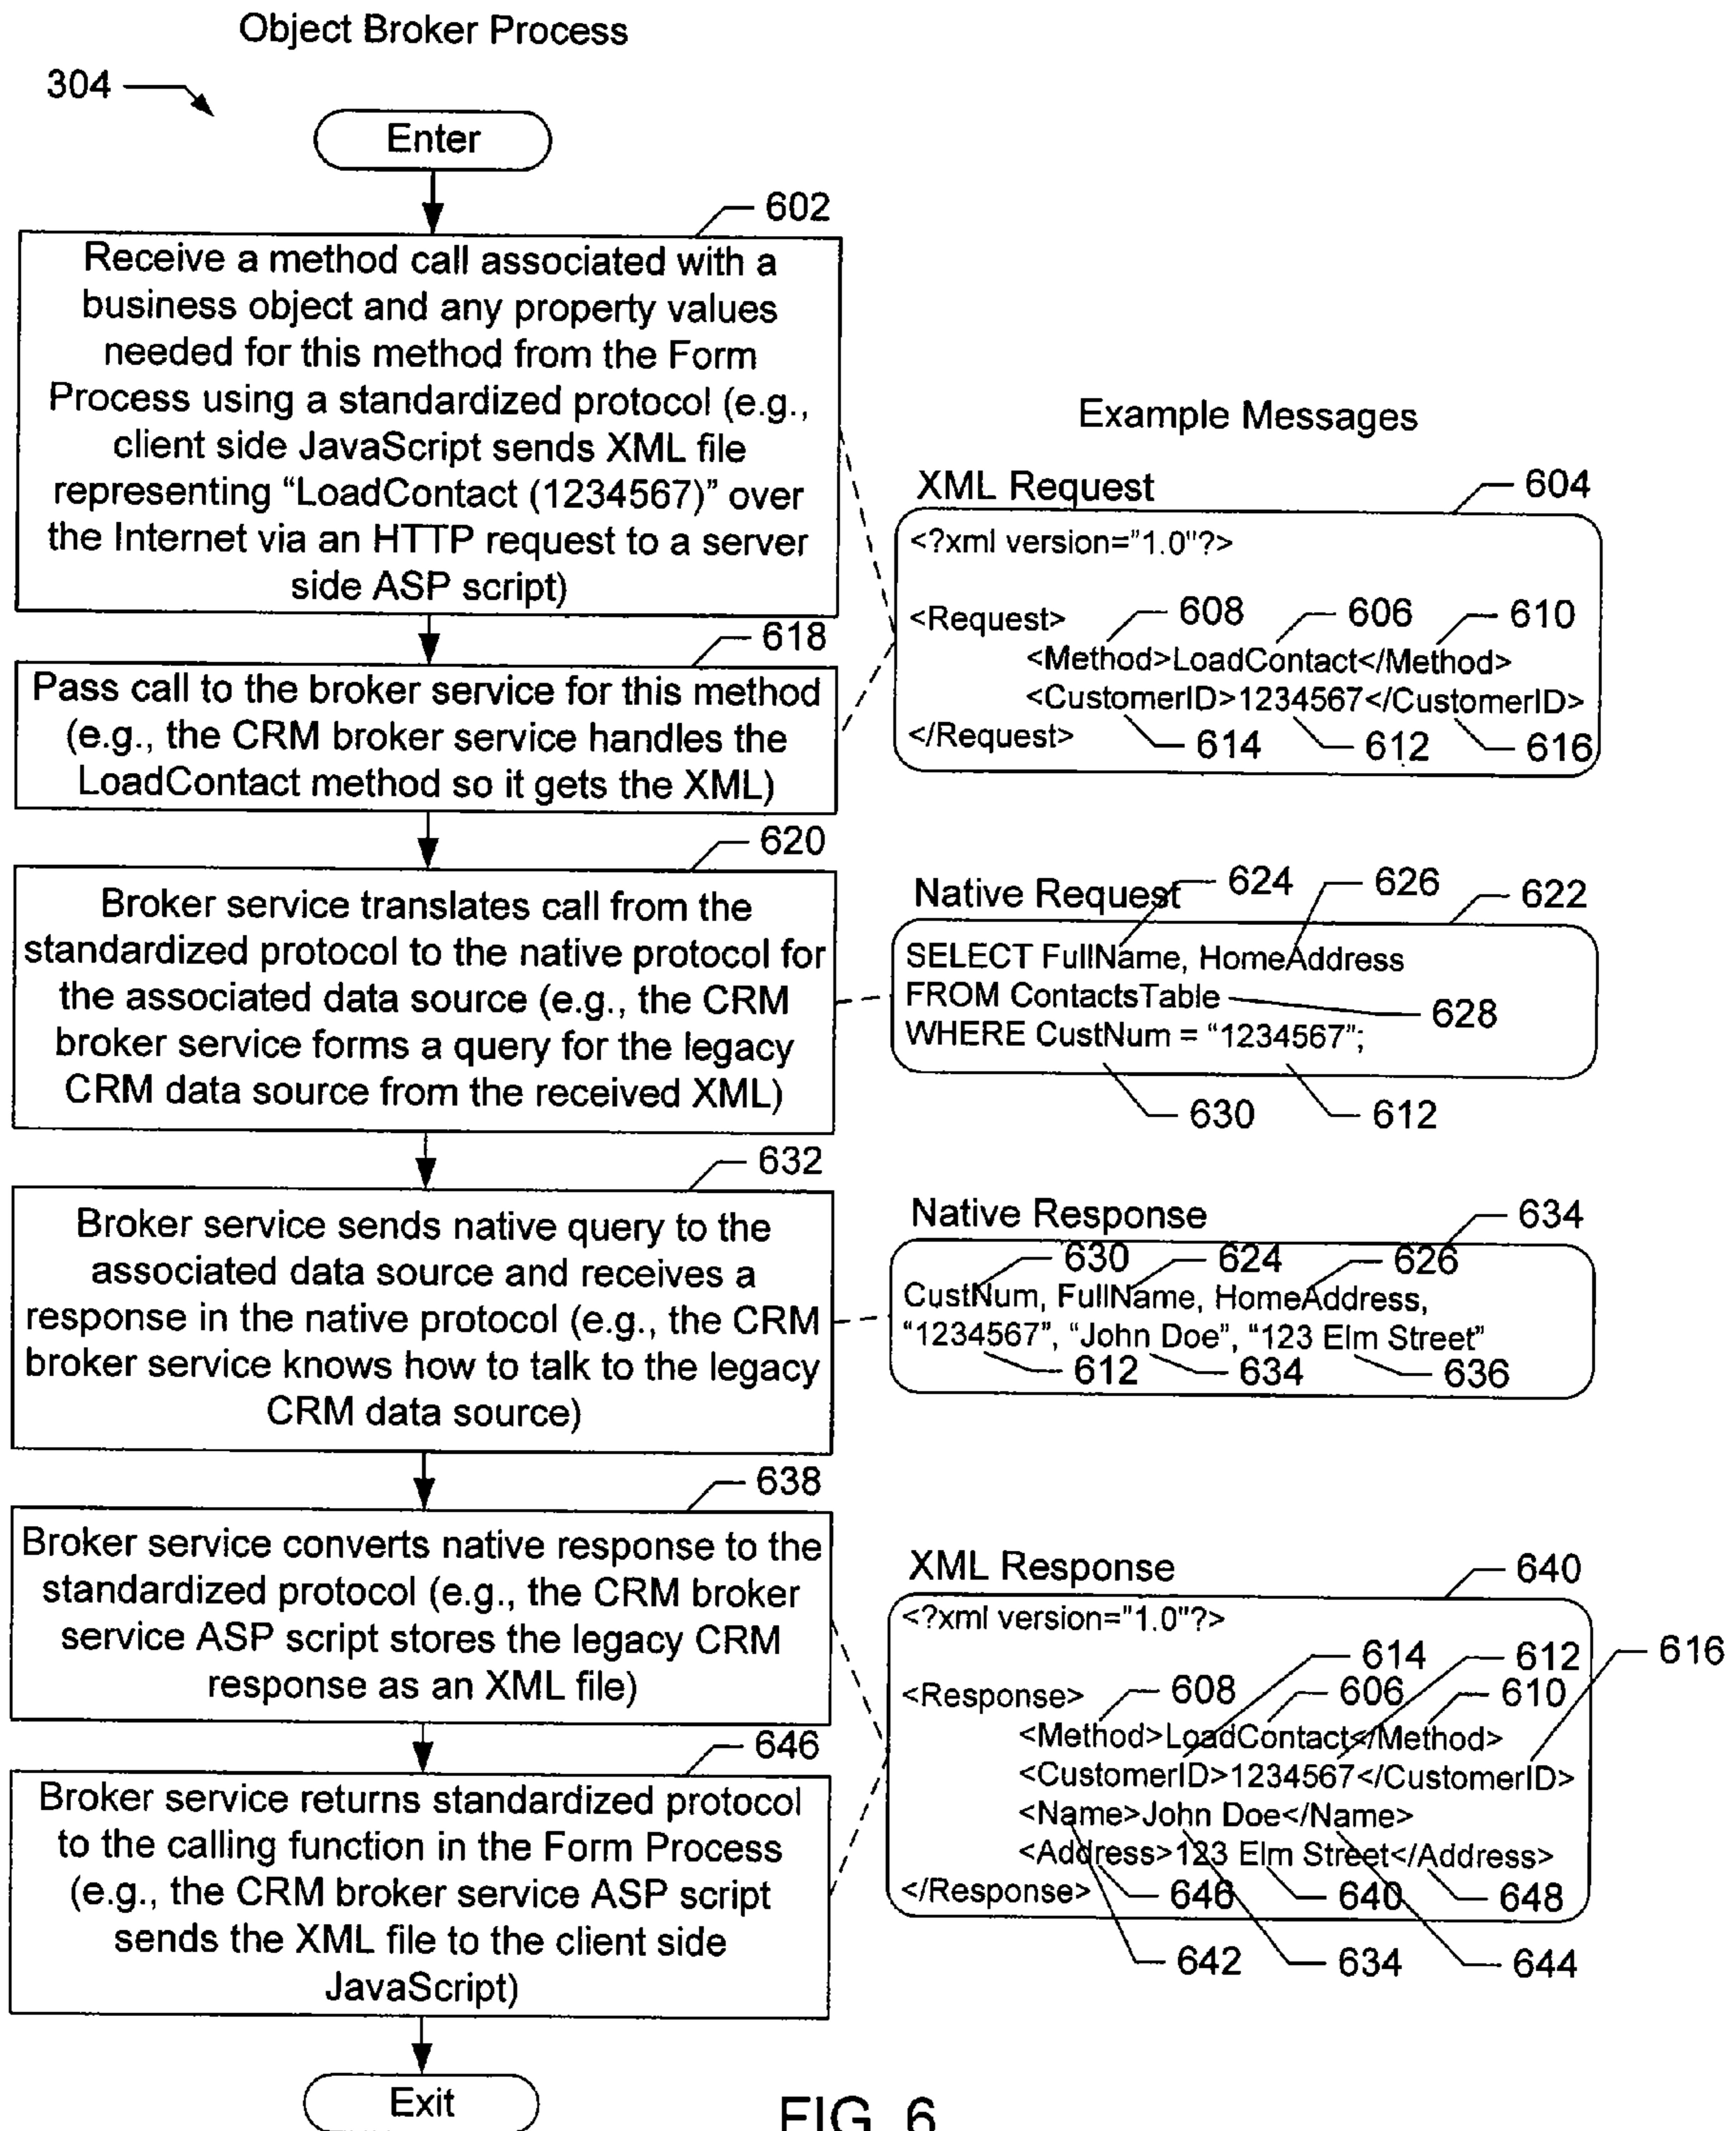 Object Broker Process
304
Enter
602
Receive a method call associated with a
business object and any property values
needed for this method from the Form
Process using a standardized protocol (e.g.,
client side JavaScript sends XML file
representing “LoadContact (1234567)” over
the Internet via an HTTP request to a server
side ASP script)
618
Pass call to the broker service for this method
(e.g., the CRM broker service handles the
LoadContact method so it gets the XML)
620
Broker service translates call from the
standardized protocol to the native protocol for
the associated data source (e.g., the CRM
broker service forms a query for the legacy
CRM data source from the received XML)
632
Broker service sends native query to the
associated data source and receives a
response in the native protocol (e.g., the CRM
broker service knows how to talk to the legacy
CRM data source)
638
Broker service converts native response to the
standardized protocol (e.g., the CRM broker
service ASP script stores the legacy CRM
response as an XML file)
646
Broker service returns standardized protocol
to the calling function in the Form Process
(e.g., the CRM broker service ASP script
sends the XML file to the client side
JavaScript)
Exit
Example Messages
XML Request
604
<?xml version="1.0"?>
608 606 610
<Request>
<Method>LoadContact</Method>
<CustomerID>1234567</CustomerID>
</Request>
614 612 616
Native Request
624 626 622
SELECT FullName, HomeAddress
FROM ContactsTable
628
WHERE CustNum = “1234567”;
630 612
Native Response
634
630 624 626
CustNum, FullName, HomeAddress,
“1234567”, “John Doe”, “123 Elm Street”
612 634 636
XML Response
640
<?xml version="1.0"?>
614 612 616
<Response>
608 606 610
<Method>LoadContact</Method>
<CustomerID>1234567</CustomerID>
<Name>John Doe</Name>
<Address>123 Elm Street</Address>
</Response>
646 640 648
642 634 644
FIG. 6